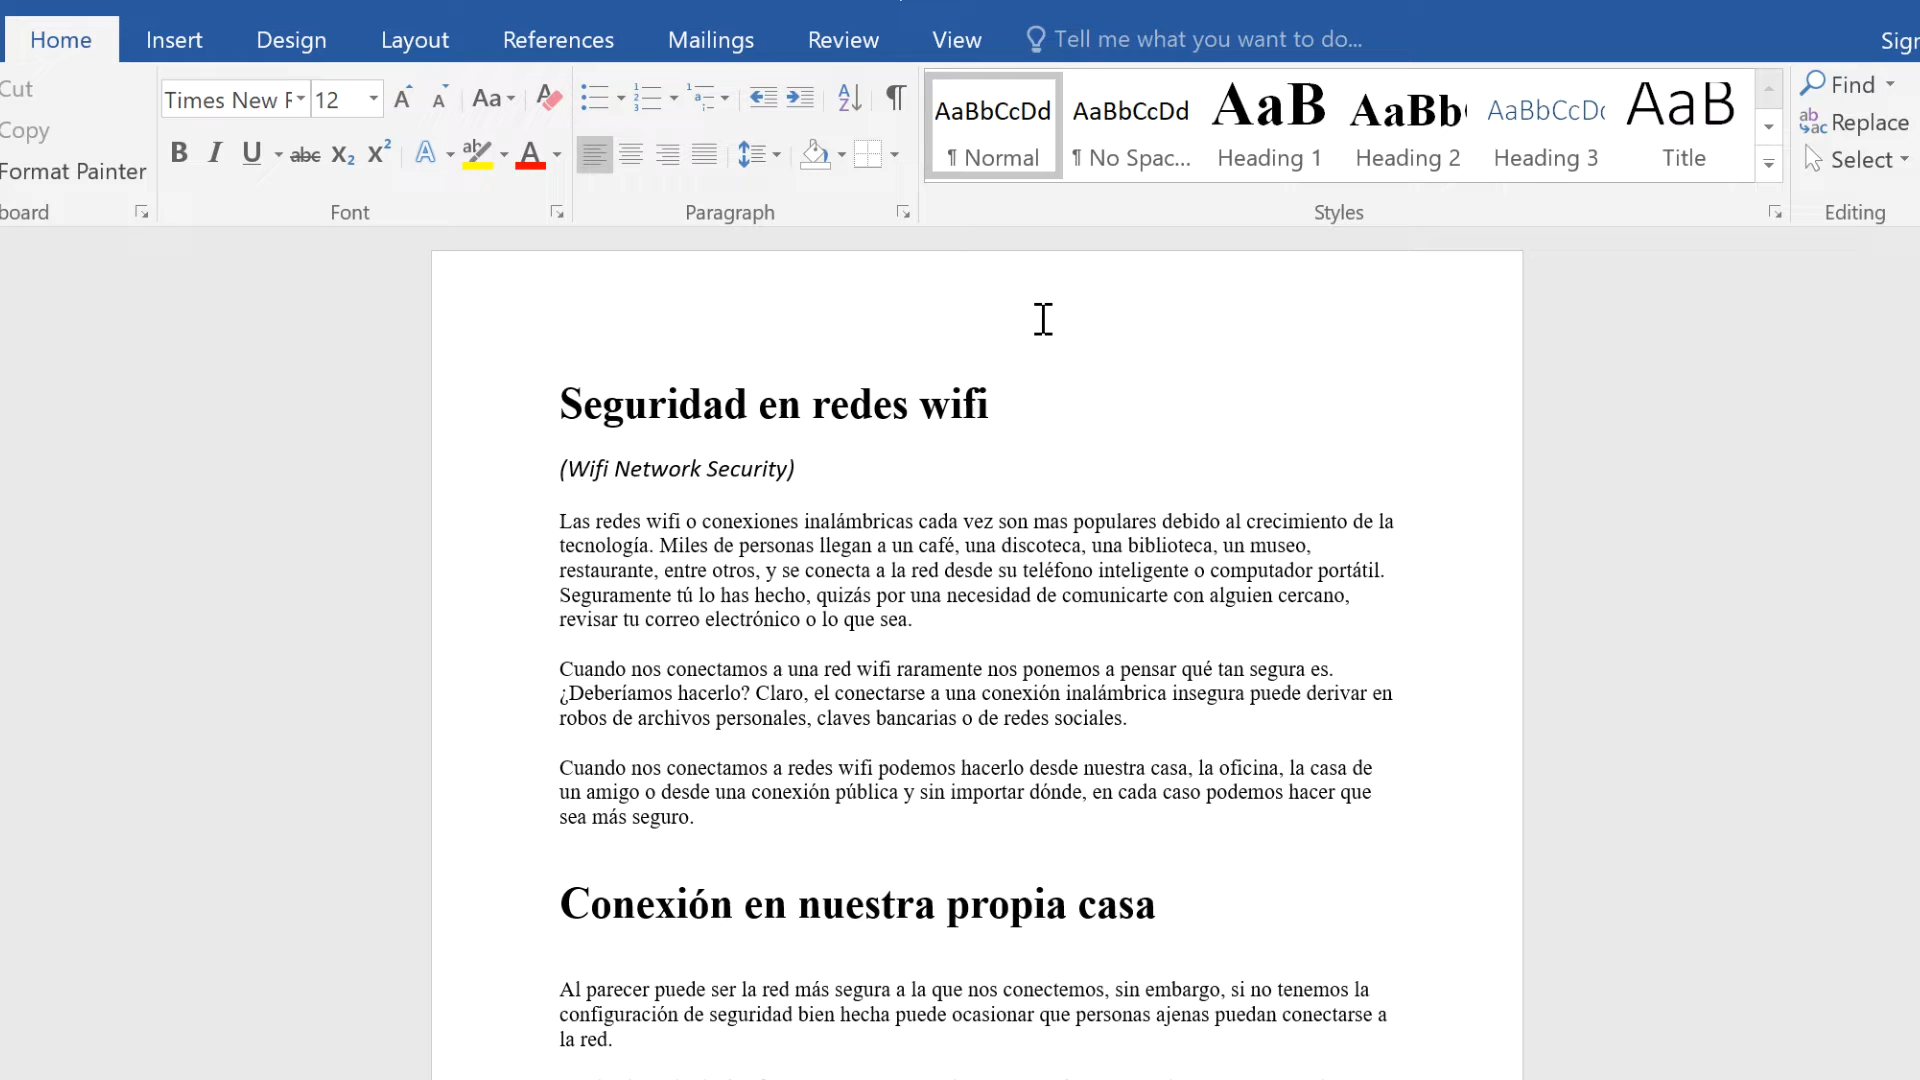 Home Insert Design Layout References Mailings Review View Tell me what you want to do...
Cut
Copy
Format Painter
Times New 12 Aa
B I U abc X2 X2 A ab A
AaBbCcDd AaBbCcDd AaB AaBb AaBbCcD AaB
¶ Normal ¶ No Spac... Heading 1 Heading 2 Heading 3 Title
Find
Replace
Select
board Font Paragraph Styles Editing
Seguridad en redes wifi
(Wifi Network Security)
Las redes wifi o conexiones inalámbricas cada vez son mas populares debido al crecimiento de la
tecnología. Miles de personas llegan a un café, una discoteca, una biblioteca, un museo,
restaurante, entre otros, y se conecta a la red desde su teléfono inteligente o computador portátil.
Seguramente tú lo has hecho, quizás por una necesidad de comunicarte con alguien cercano,
revisar tu correo electrónico o lo que sea.
Cuando nos conectamos a una red wifi raramente nos ponemos a pensar qué tan segura es.
¿Deberíamos hacerlo? Claro, el conectarse a una conexión inalámbrica insegura puede derivar en
robos de archivos personales, claves bancarias o de redes sociales.
Cuando nos conectamos a redes wifi podemos hacerlo desde nuestra casa, la oficina, la casa de
un amigo o desde una conexión pública y sin importar dónde, en cada caso podemos hacer que
sea más seguro.
Conexión en nuestra propia casa
Al parecer puede ser la red más segura a la que nos conectemos, sin embargo, si no tenemos la
configuración de seguridad bien hecha puede ocasionar que personas ajenas puedan conectarse a
la red.